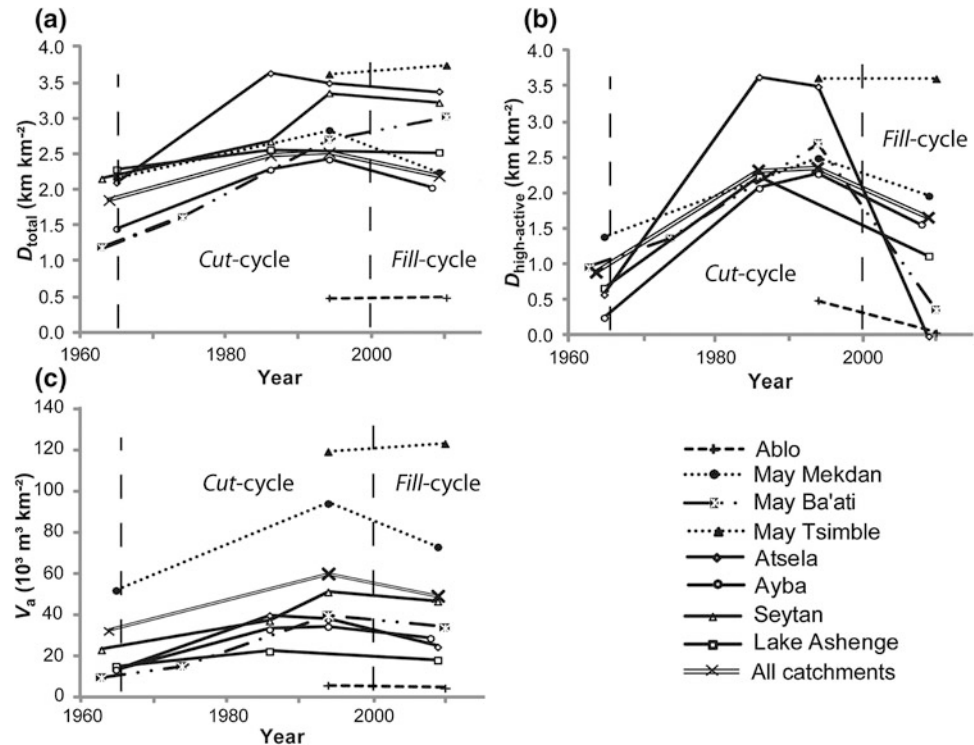 (a)
4.0
3.5
3.0
2.5
2.0
1.5
1.0
0.5
0.0
D total (km km⁻²)
Cut-cycle
Fill-cycle
1960
1980
2000
Year
(b)
4.0
3.5
3.0
2.5
2.0
1.5
1.0
0.5
0.0
D high-active (km km⁻²)
Fill-cycle
Cut-cycle
1960
1980
2000
Year
(c)
140
120
100
80
60
40
20
0
Vₐ (10³ m³ km⁻²)
Cut-cycle
Fill-cycle
1960
1980
2000
Year
Ablo
May Mekdan
May Ba'ati
May Tsimble
Atsela
Ayba
Seytan
Lake Ashenge
All catchments